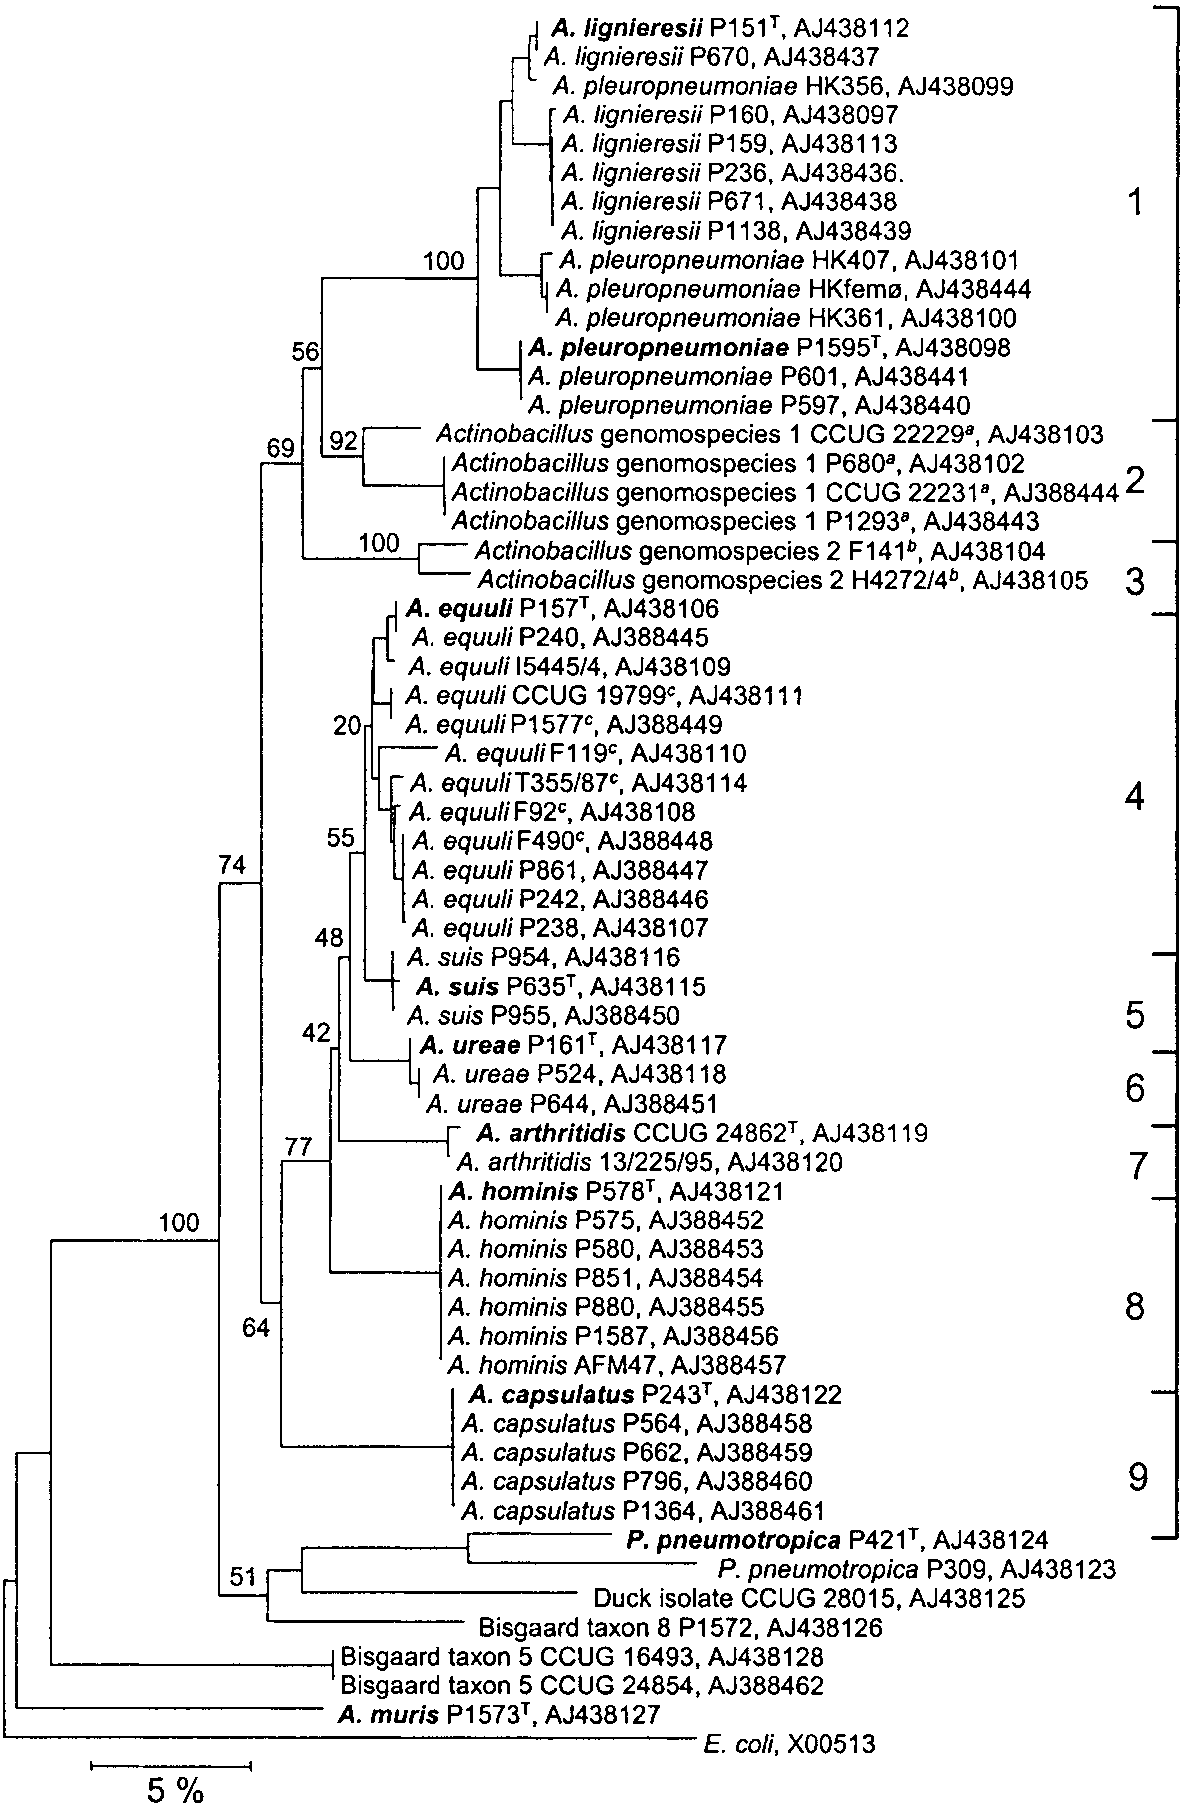 A. lignieresii P151T, AJ438112
A. lignieresii P670, AJ438437
A. pleuropneumoniae HK356, AJ438099
A. lignieresii P160, AJ438097
A. lignieresii P159, AJ438113
A. lignieresii P236, AJ438436.
A. lignieresii P671, AJ438438
1
A. lignieresii P1138, AJ438439
100
A. pleuropneumoniae HK407, AJ438101
A. pleuropneumoniae HKfemø, AJ438444
A. pleuropneumoniae HK361, AJ438100
56
A. pleuropneumoniae P1595T, AJ438098
A. pleuropneumoniae P601, AJ438441
A. pleuropneumoniae P597, AJ438440
69
92
Actinobacillus genomospecies 1 CCUG 22229a, AJ438103
Actinobacillus genomospecies 1 P680a, AJ438102
2
Actinobacillus genomospecies 1 CCUG 22231a, AJ388444
Actinobacillus genomospecies 1 P1293a, AJ438443
100
Actinobacillus genomospecies 2 F141b, AJ438104
Actinobacillus genomospecies 2 H4272/4b, AJ438105
3
A. equuli P157T, AJ438106
A. equuli P240, AJ388445
A. equuli I5445/4, AJ438109
A. equuli CCUG 19799c, AJ438111
20
A. equuli P1577c, AJ388449
A. equuli F119c, AJ438110
A. equuli T355/87c, AJ438114
4
A. equuli F92c, AJ438108
55
A. equuli F490c, AJ388448
74
A. equuli P861, AJ388447
A. equuli P242, AJ388446
A. equuli P238, AJ438107
48
A. suis P954, AJ438116
A. suis P635T, AJ438115
A. suis P955, AJ388450
5
42
A. ureae P161T, AJ438117
A. ureae P524, AJ438118
6
A. ureae P644, AJ388451
77
A. arthritidis CCUG 24862T, AJ438119
A. arthritidis 13/225/95, AJ438120
7
A. hominis P578T, AJ438121
100
A. hominis P575, AJ388452
A. hominis P580, AJ388453
A. hominis P851, AJ388454
A. hominis P880, AJ388455
8
64
A. hominis P1587, AJ388456
A. hominis AFM47, AJ388457
A. capsulatus P243T, AJ438122
A. capsulatus P564, AJ388458
A. capsulatus P662, AJ388459
A. capsulatus P796, AJ388460
9
A. capsulatus P1364, AJ388461
P. pneumotropica P421T, AJ438124
P. pneumotropica P309, AJ438123
51
Duck isolate CCUG 28015, AJ438125
Bisgaard taxon 8 P1572, AJ438126
Bisgaard taxon 5 CCUG 16493, AJ438128
Bisgaard taxon 5 CCUG 24854, AJ388462
A. muris P1573T, AJ438127
E. coli, X00513
5 %